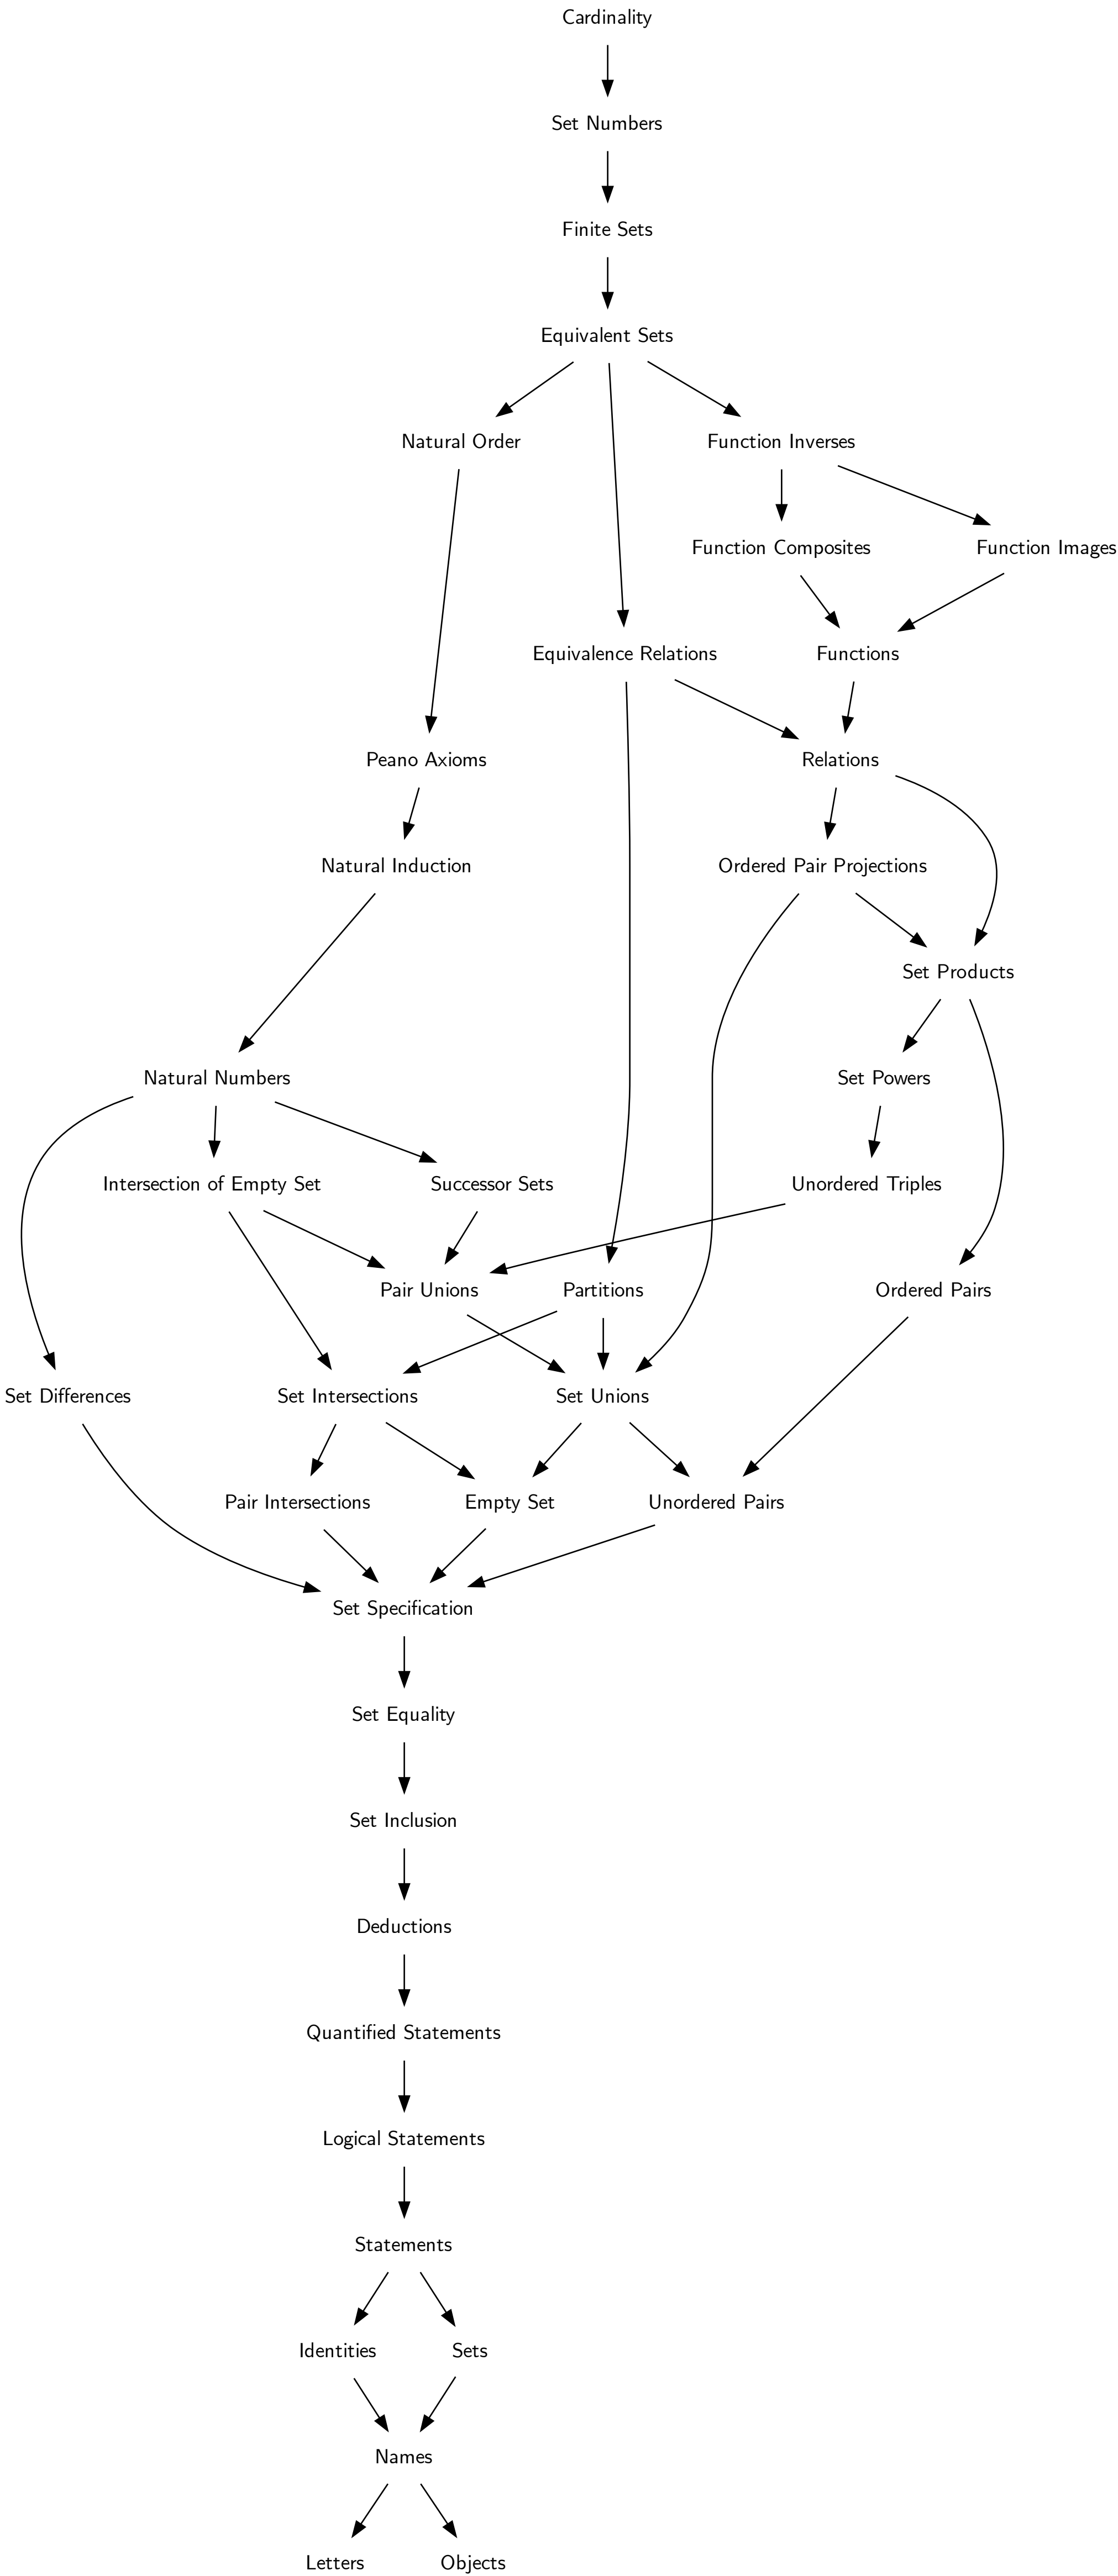 Cardinality
Set Numbers
Finite Sets
Equivalent Sets
Natural Order
Function Inverses
Function Composites
Function Images
Equivalence Relations
Functions
Peano Axioms
Relations
Natural Induction
Ordered Pair Projections
Set Products
Natural Numbers
Set Powers
Intersection of Empty Set
Successor Sets
Unordered Triples
Pair Unions
Partitions
Ordered Pairs
Set Differences
Set Intersections
Set Unions
Pair Intersections
Empty Set
Unordered Pairs
Set Specification
Set Equality
Set Inclusion
Deductions
Quantified Statements
Logical Statements
Statements
Identities
Sets
Names
Letters
Objects